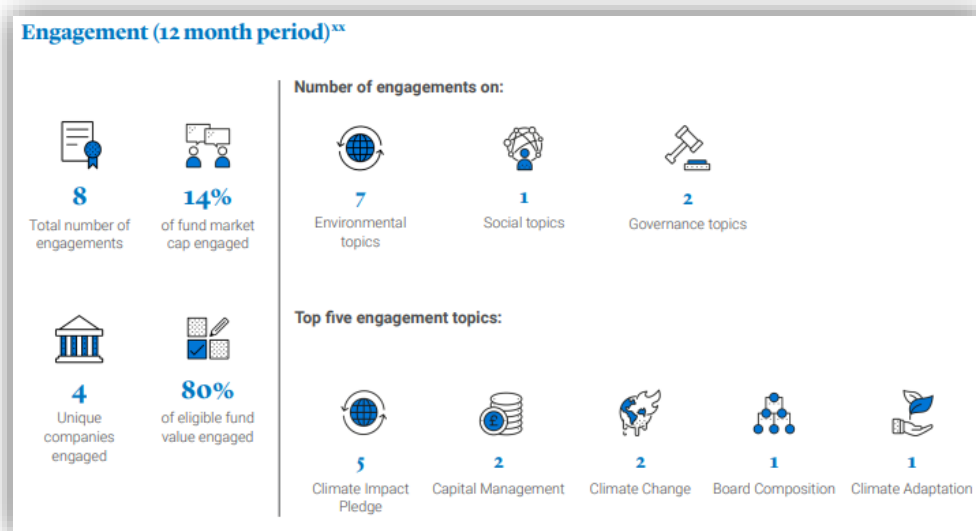 Engagement (12 month period)xx
8
Total number of
engagements
14%
of fund market
cap engaged
4
Unique
companies
engaged
80%
of eligible fund
value engaged
Number of engagements on:
7
Environmental
topics
1
Social topics
2
Governance topics
Top five engagement topics:
£
5
Climate Impact
Pledge
2
Capital Management
2
Climate Change
1
Board Composition
1
Climate Adaptation